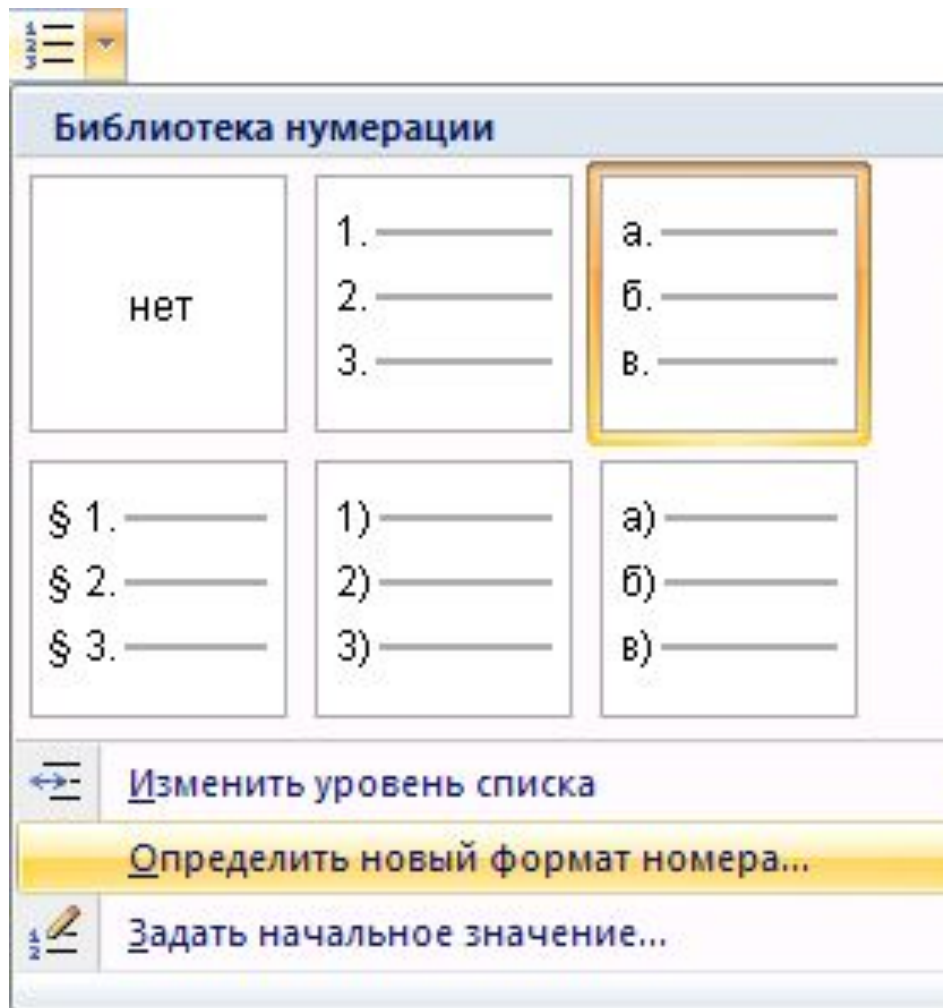 Библиотека нумерации
нет
1.
2.
3.
а.
б.
в.
§ 1.
§ 2.
§ 3.
1)
2)
3)
а)
б)
в)
Изменить уровень списка
Определить новый формат номера...
Задать начальное значение...